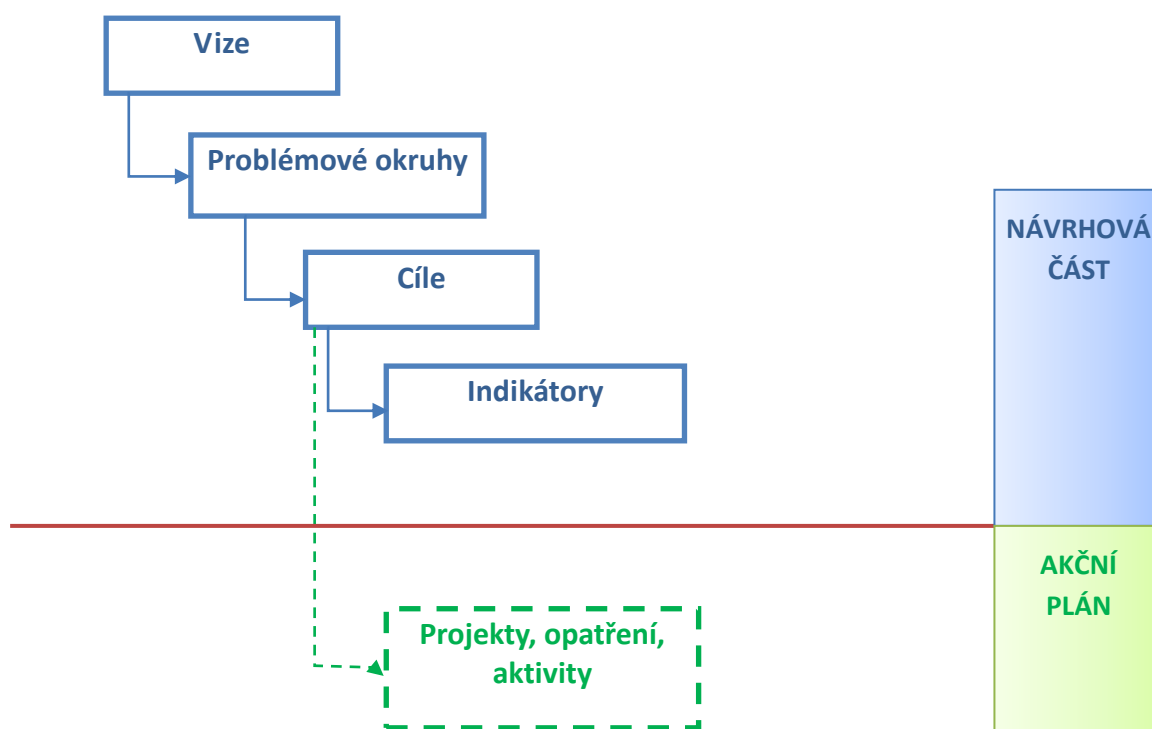 Vize
Problémové okruhy
NÁVRHOVÁ
ČÁST
Cíle
Indikátory
AKČNÍ
PLÁN
Projekty, opatření,
aktivity